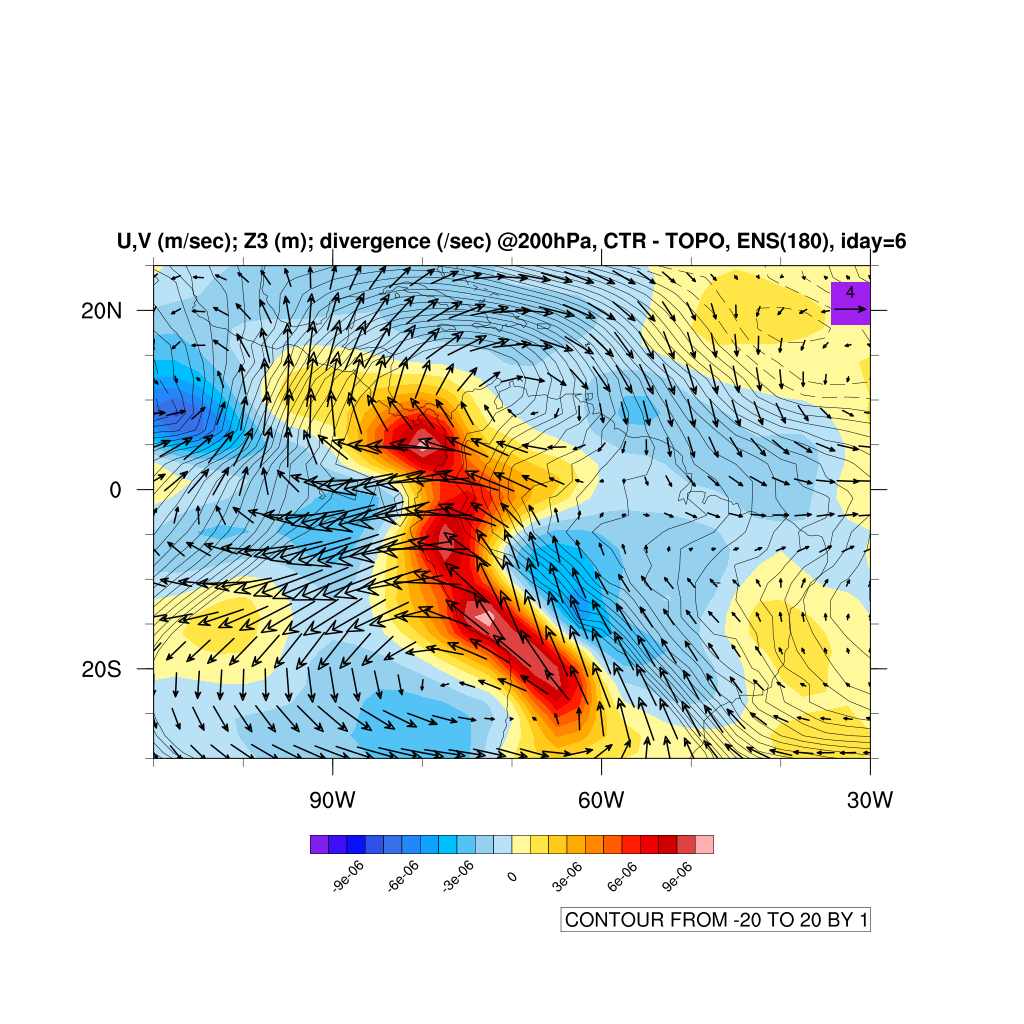 U,V (m/sec); Z3 (m); divergence (/sec) @200hPa, CTR - TOPO, ENS(180), iday=6
4
20N
0
20S
90W 60W 30W
-9e-06 -6e-06 -3e-06 0 3e-06 6e-06 9e-06
CONTOUR FROM -20 TO 20 BY 1